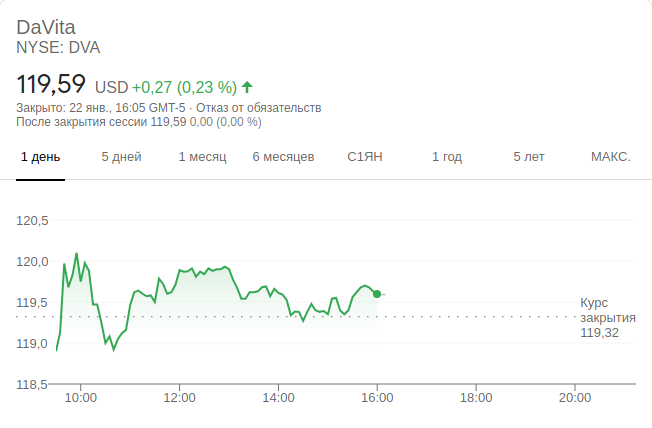 DaVita
NYSE: DVA
119,59 USD +0,27 (0,23 %)
Закрыто: 22 янв., 16:05 GMT-5 · Отказ от обязательств
После закрытия сессии 119,59 0,00 (0,00 %)
1 день 5 дней 1 месяц 6 месяцев С1ЯН 1 год 5 лет МАКС.
120,5
120,0
119,5
119,0
118,5
Курс
закрытия
119,32
10:00 12:00 14:00 16:00 18:00 20:00